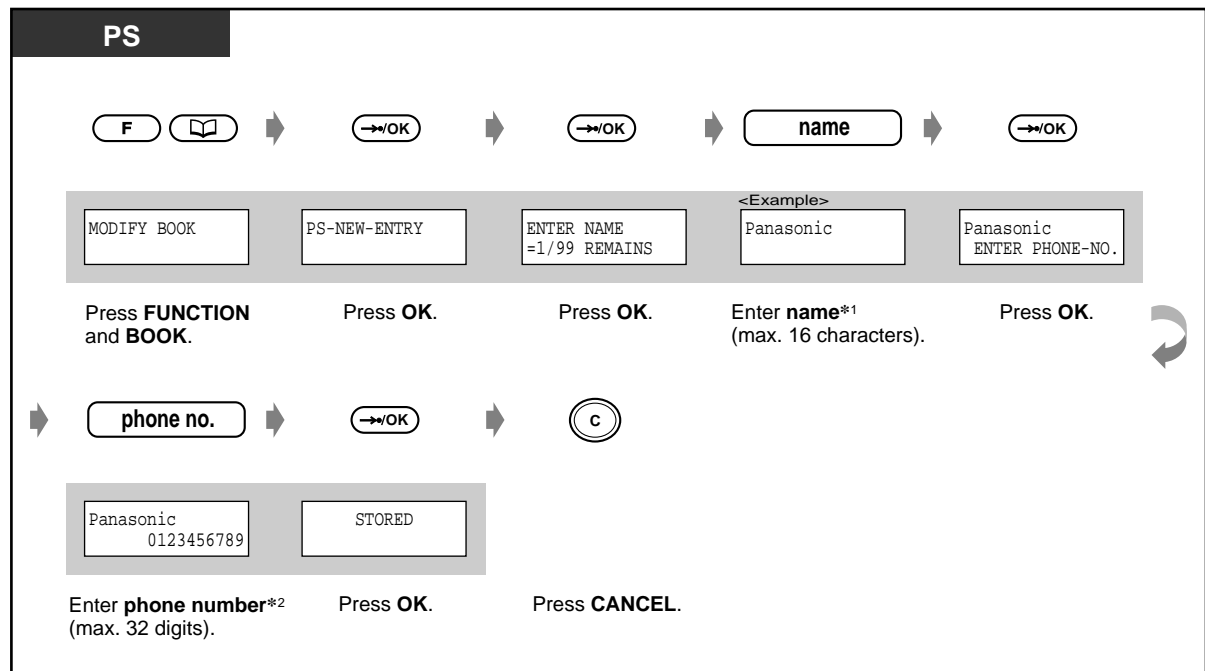 PS
F
→•/OK
→•/OK
name
→•/OK
<Example>
MODIFY BOOK
PS-NEW-ENTRY
ENTER NAME
=1/99 REMAINS
Panasonic
Panasonic
ENTER PHONE-NO.
Press FUNCTION
and BOOK.
Press OK.
Press OK.
Enter name*1
(max. 16 characters).
Press OK.
phone no.
→•/OK
C
Panasonic
0123456789
STORED
Enter phone number*2
(max. 32 digits).
Press OK.
Press CANCEL.